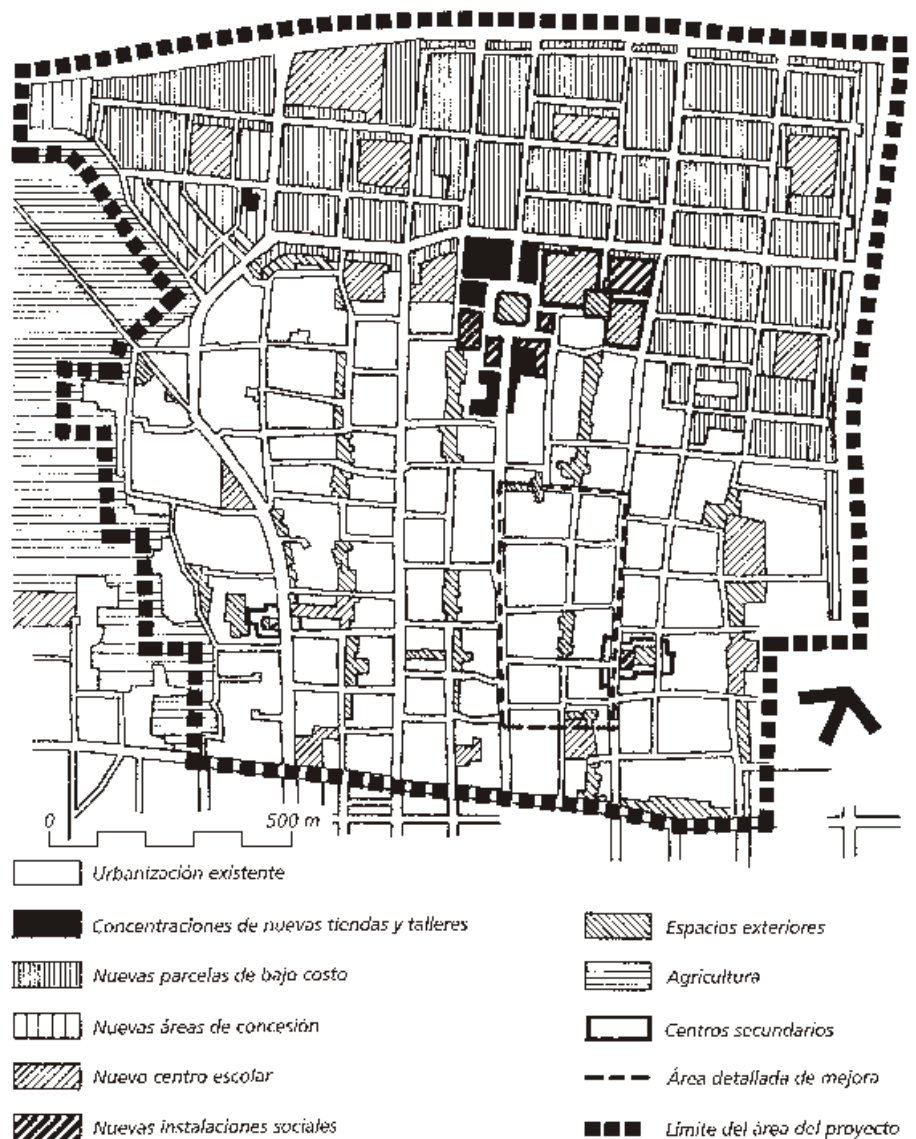 0 500 m
Urbanización existente
Concentraciones de nuevas tiendas y talleres
Nuevas parcelas de bajo costo
Nuevas áreas de concesión
Nuevo centro escolar
Nuevas instalaciones sociales
Espacios exteriores
Agricultura
Centros secundarios
Área detallada de mejora
Límite del área del proyecto